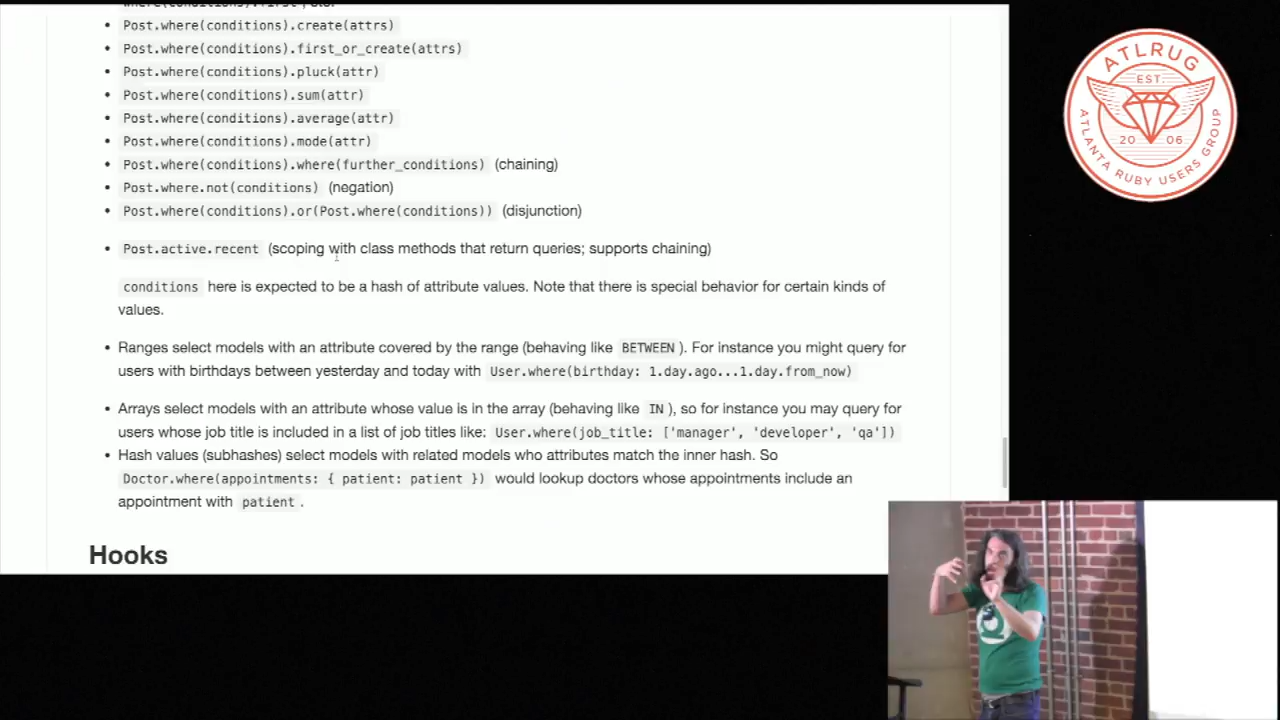 Post.where(conditions).create(attrs)
Post.where(conditions).first_or_create(attrs)
Post.where(conditions).pluck(attr)
Post.where(conditions).sum(attr)
Post.where(conditions).average(attr)
Post.where(conditions).mode(attr)
Post.where(conditions).where(further_conditions) (chaining)
Post.where.not(conditions) (negation)
Post.where(conditions).or(Post.where(conditions)) (disjunction)
Post.active.recent (scoping with class methods that return queries; supports chaining)
conditions here is expected to be a hash of attribute values. Note that there is special behavior for certain kinds of
values.
Ranges select models with an attribute covered by the range (behaving like BETWEEN ). For instance you might query for
users with birthdays between yesterday and today with User.where(birthday: 1.day.ago...1.day.from_now)
Arrays select models with an attribute whose value is in the array (behaving like IN ), so for instance you may query for
users whose job title is included in a list of job titles like: User.where(job_title: ['manager', 'developer', 'qa'])
Hash values (subhashes) select models with related models who attributes match the inner hash. So
Doctor.where(appointments: { patient: patient }) would lookup doctors whose appointments include an
appointment with patient .
Hooks
ATLRUG
EST.
20 06
ATLANTA RUBY USERS GROUP